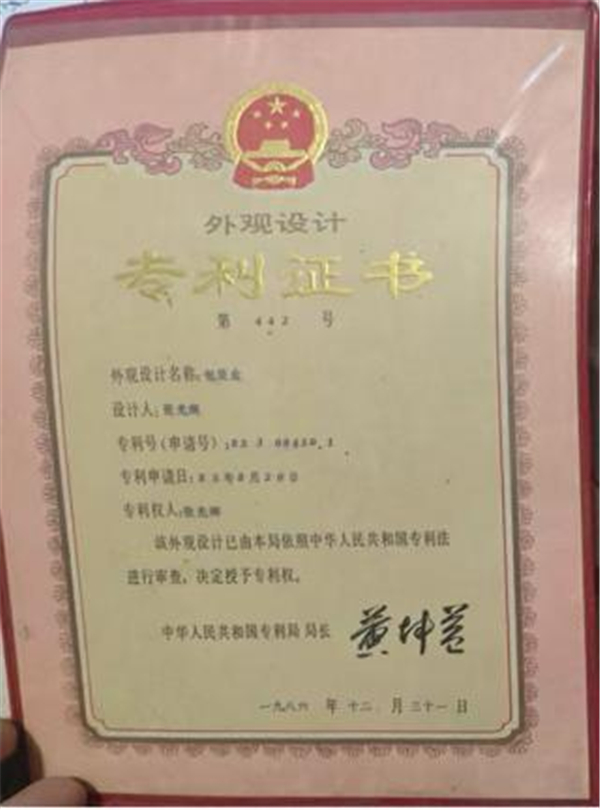 外观设计
专利证书
第 442 号
外观设计名称:
设计人:
专利号(申请号):
专利申请日:
专利权人:
该外观设计已由本局依照中华人民共和国专利法
进行审查,决定授予专利权。
中华人民共和国专利局 局长 黄坤益
一九八六 年 十二 月 三十一 日